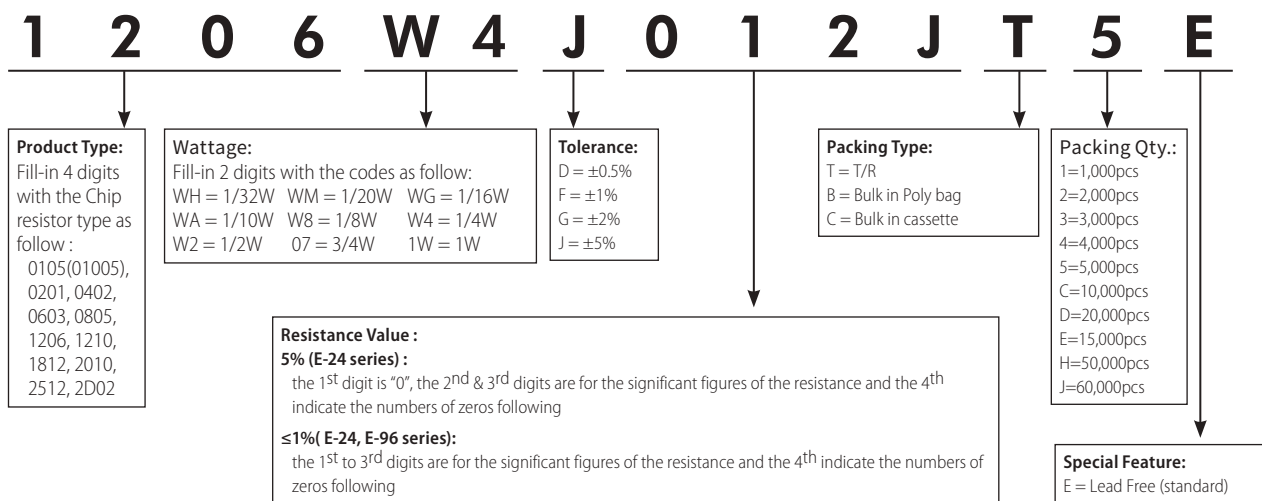 1 2 0 6 W 4 J 0 1 2 J T 5 E
Product Type:
Fill-in 4 digits
with the Chip
resistor type as
follow :
0105(01005),
0201, 0402,
0603, 0805,
1206, 1210,
1812, 2010,
2512, 2D02
Wattage:
Fill-in 2 digits with the codes as follow:
WH = 1/32W WM = 1/20W WG = 1/16W
WA = 1/10W W8 = 1/8W W4 = 1/4W
W2 = 1/2W 07 = 3/4W 1W = 1W
Tolerance:
D = ±0.5%
F = ±1%
G = ±2%
J = ±5%
Packing Type:
T = T/R
B = Bulk in Poly bag
C = Bulk in cassette
Packing Qty.:
1=1,000pcs
2=2,000pcs
3=3,000pcs
4=4,000pcs
5=5,000pcs
C=10,000pcs
D=20,000pcs
E=15,000pcs
H=50,000pcs
J=60,000pcs
Resistance Value :
5% (E-24 series) :
the 1st digit is “0”, the 2nd & 3rd digits are for the significant figures of the resistance and the 4th
indicate the numbers of zeros following
≤1%( E-24, E-96 series):
the 1st to 3rd digits are for the significant figures of the resistance and the 4th indicate the numbers of
zeros following
Special Feature:
E = Lead Free (standard)